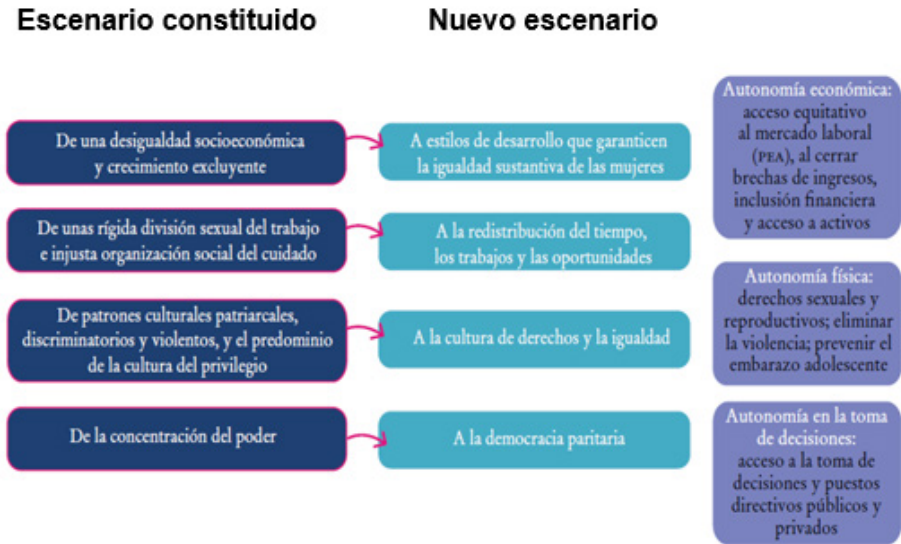 Escenario constituido
Nuevo escenario
De una desigualdad socioeconómica
y crecimiento excluyente
A estilos de desarrollo que garanticen
la igualdad sustantiva de las mujeres
De unas rígida división sexual del trabajo
e injusta organización social del cuidado
A la redistribución del tiempo,
los trabajos y las oportunidades
De patrones culturales patriarcales,
discriminatorios y violentos, y el predominio
de la cultura del privilegio
A la cultura de derechos y la igualdad
De la concentración del poder
A la democracia paritaria
Autonomía económica:
acceso equitativo
al mercado laboral
(PEA), al cerrar
brechas de ingresos,
inclusión financiera
y acceso a activos
Autonomía física:
derechos sexuales y
reproductivos; eliminar
la violencia; prevenir el
embarazo adolescente
Autonomía en la toma
de decisiones:
acceso a la toma de
decisiones y puestos
directivos públicos y
privados